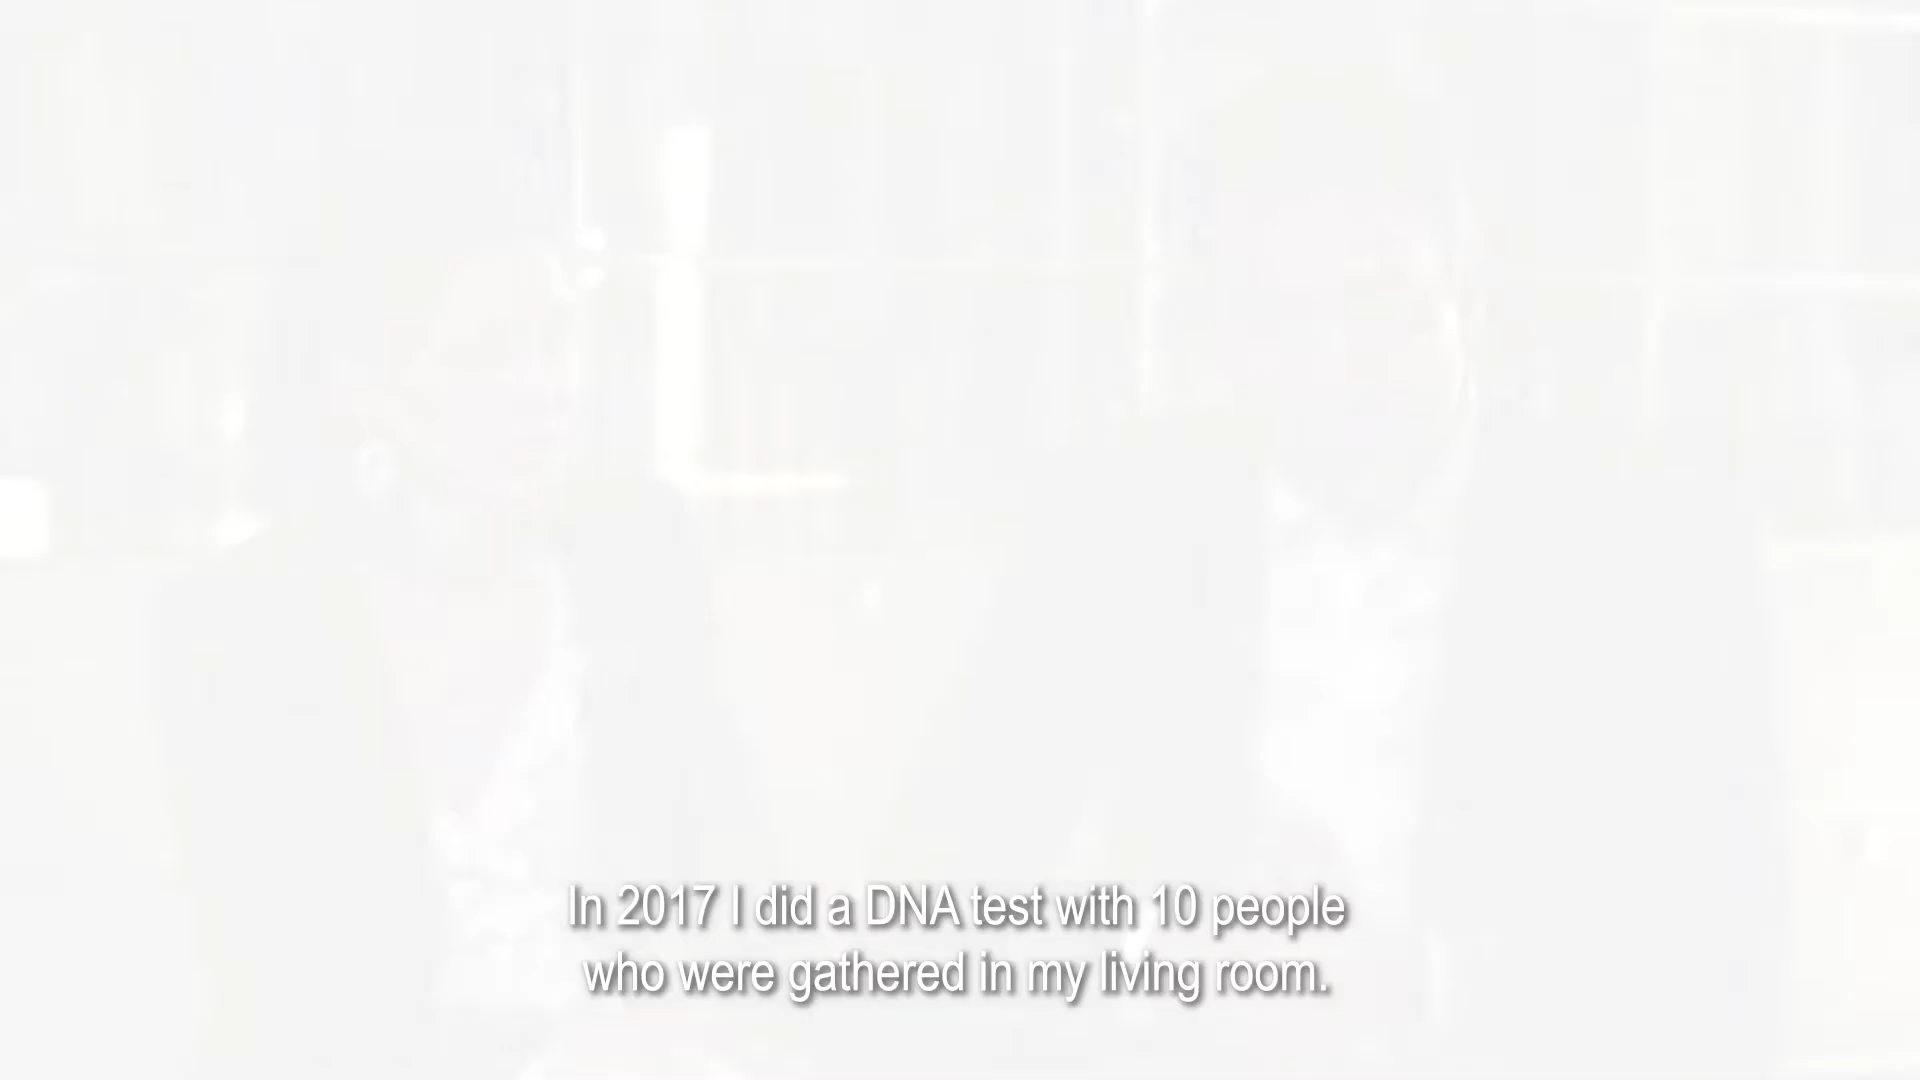 In 2017 I did a DNA test with 10 people
who were gathered in my living room.